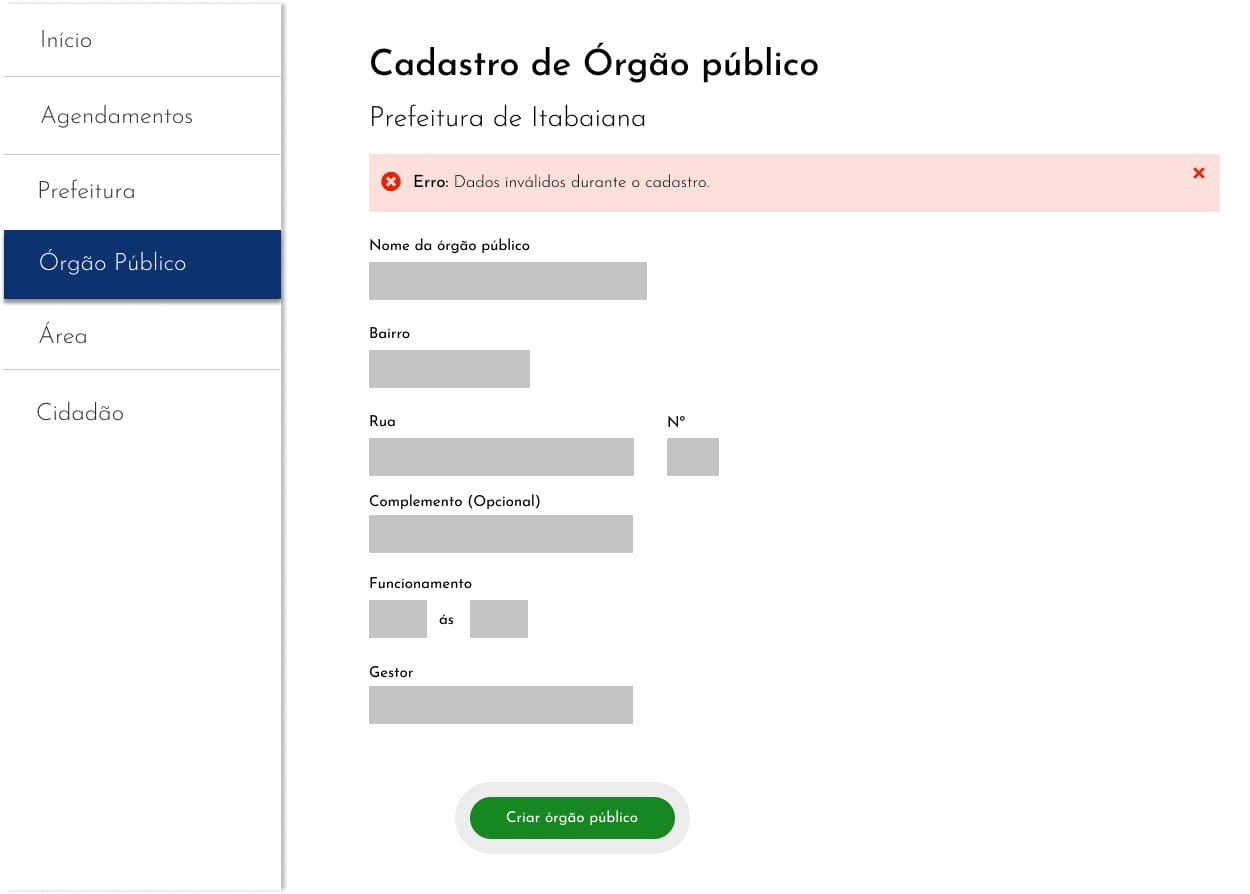 Início
Agendamentos
Prefeitura
Órgão Público
Área
Cidadão
Cadastro de Órgão público
Prefeitura de Itabaiana
Erro: Dados inválidos durante o cadastro.
Nome da órgão público
Bairro
Rua
Nº
Complemento (Opcional)
Funcionamento
ás
Gestor
Criar órgão público